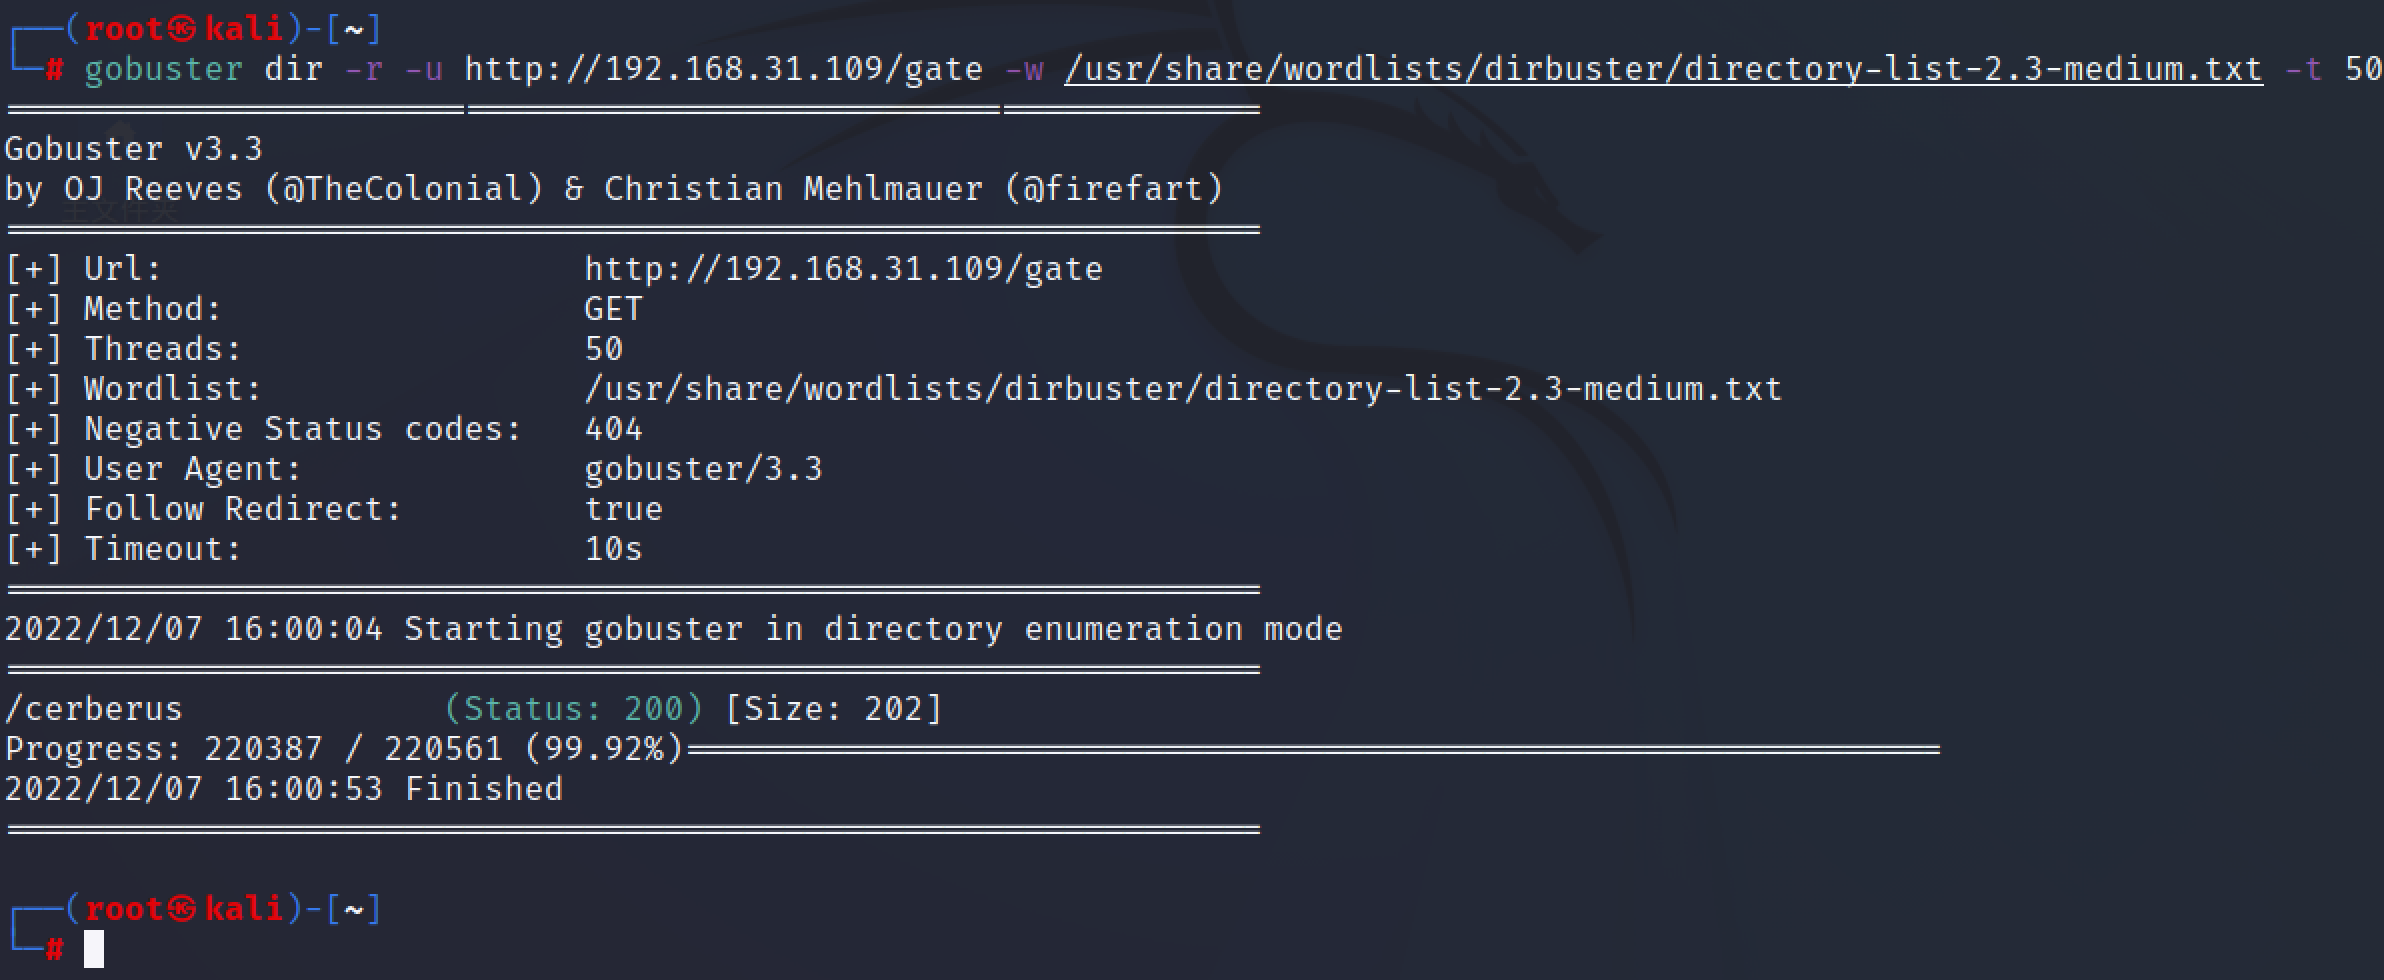 ┌──(root㉿kali)-[~]
└─# gobuster dir -r -u http://192.168.31.109/gate -w /usr/share/wordlists/dirbuster/directory-list-2.3-medium.txt -t 50
===============================================================
Gobuster v3.3
by OJ Reeves (@TheColonial) & Christian Mehlmauer (@firefart)
主文件夹
===============================================================
[+] Url:                     http://192.168.31.109/gate
[+] Method:                  GET
[+] Threads:                 50
[+] Wordlist:                /usr/share/wordlists/dirbuster/directory-list-2.3-medium.txt
[+] Negative Status codes:   404
[+] User Agent:              gobuster/3.3
[+] Follow Redirect:         true
[+] Timeout:                 10s
===============================================================
2022/12/07 16:00:04 Starting gobuster in directory enumeration mode
===============================================================
/cerberus             (Status: 200) [Size: 202]
Progress: 220387 / 220561 (99.92%)===============================================================
2022/12/07 16:00:53 Finished
===============================================================
┌──(root㉿kali)-[~]
└─#